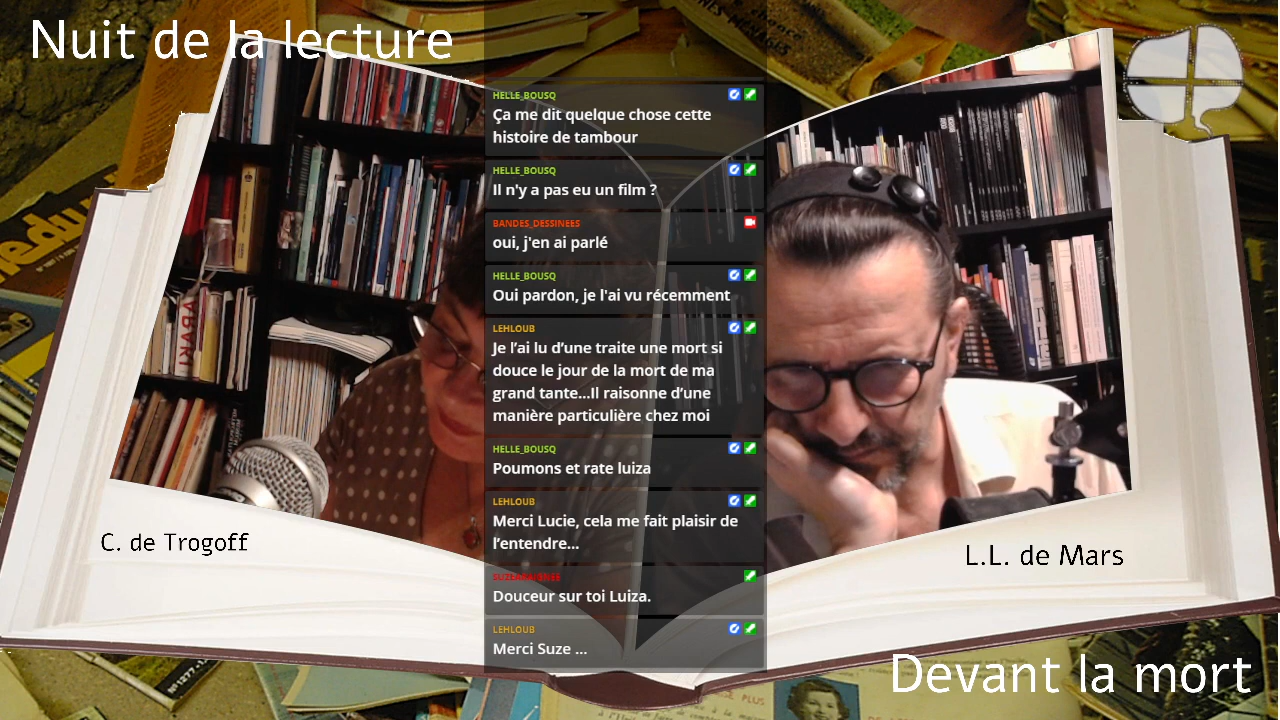 Nuit de la lecture
HELLE_BOUSQ
Ça me dit quelque chose cette
histoire de tambour
HELLE_BOUSQ
Il n'y a pas eu un film ?
BANDES_DESSINEES
oui, j'en ai parlé
HELLE_BOUSQ
Oui pardon, je l'ai vu récemment
LEHLOUB
Je l’ai lu d’une traite une mort si
douce le jour de la mort de ma
grand tante...Il raisonne d’une
manière particulière chez moi
HELLE_BOUSQ
Poumons et rate luiza
LEHLOUB
Merci Lucie, cela me fait plaisir de
l’entendre...
Douceur sur toi Luiza.
LEHLOUB
Merci Suze ...
C. de Trogoff
L.L. de Mars
Devant la mort